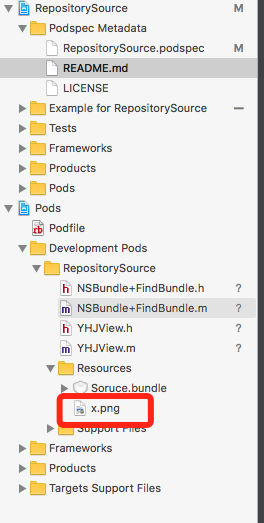 RepositorySource M
Podspec Metadata
RepositorySource.podspec M
README.md
LICENSE
Example for RepositorySource
Tests
Frameworks
Products
Pods
Pods
rb Podfile
Development Pods
RepositorySource
h NSBundle+FindBundle.h ?
m NSBundle+FindBundle.m ?
h YHJView.h ?
m YHJView.m ?
Resources
Soruce.bundle
x.png
Support Files
Frameworks
Products
Targets Support Files